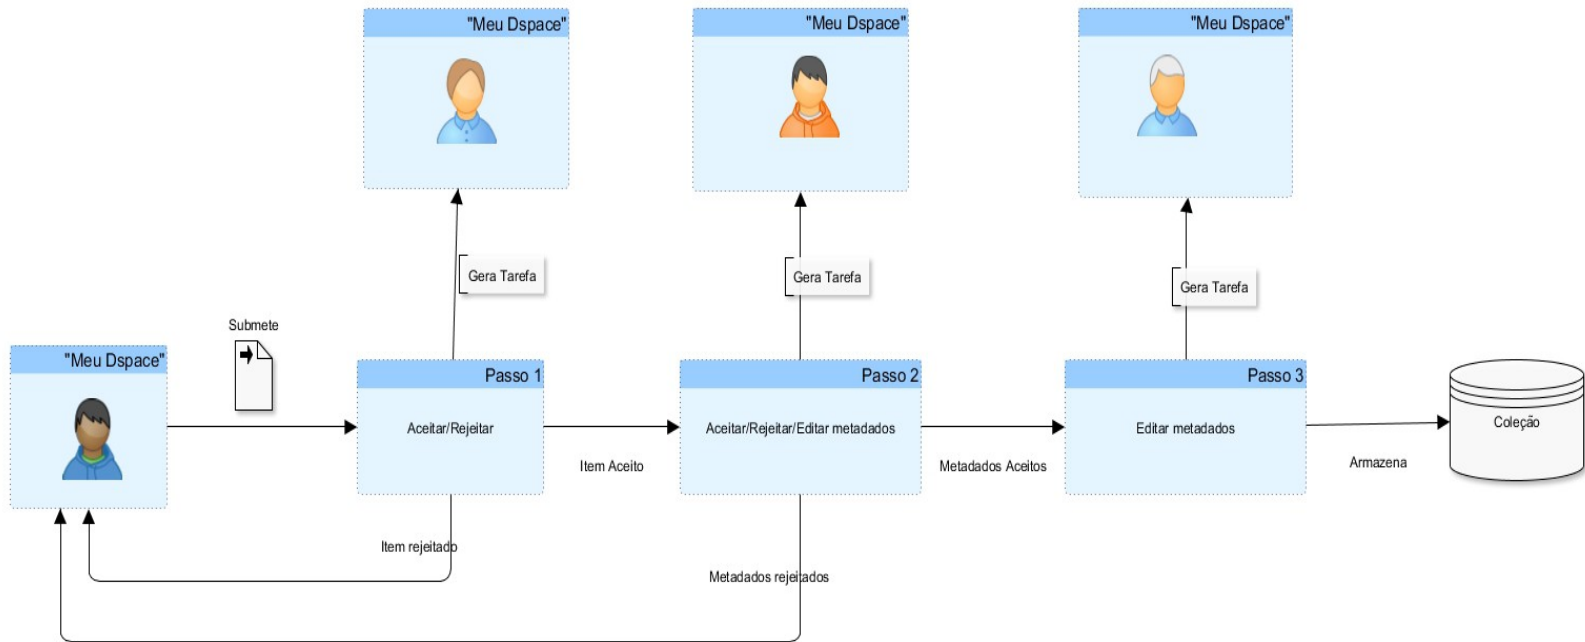 "Meu Dspace"
"Meu Dspace"
"Meu Dspace"
Gera Tarefa
Gera Tarefa
Gera Tarefa
Submete
"Meu Dspace"
Passo 1
Passo 2
Passo 3
Aceitar/Rejeitar
Aceitar/Rejeitar/Editar metadados
Editar metadados
Coleção
Item Aceito
Metadados Aceitos
Armazena
Item rejeitado
Metadados rejeitados